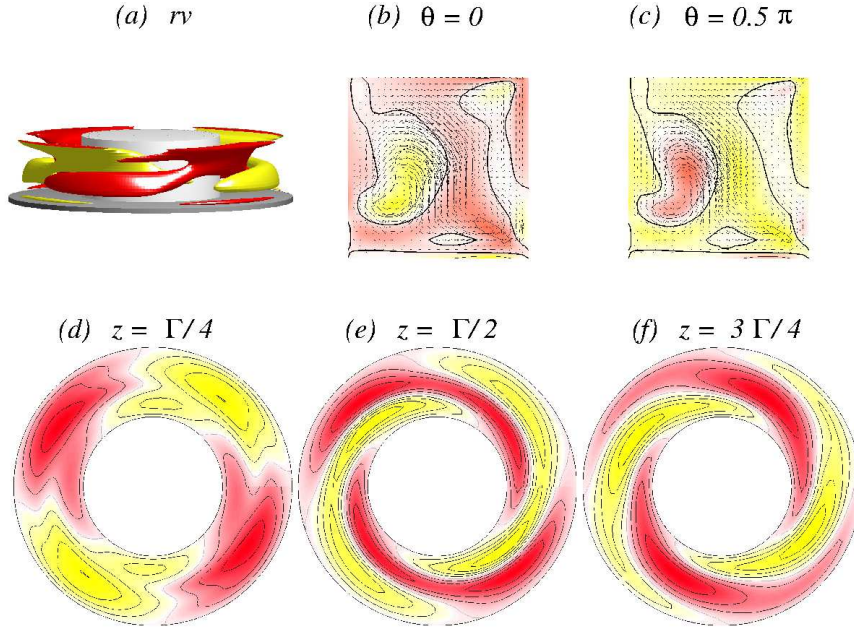 (a) rv (b) θ = 0 (c) θ = 0.5 π
(d) z = Γ/4 (e) z = Γ/2 (f) z = 3 Γ/4